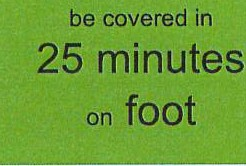 be covered in
25 minutes
on foot